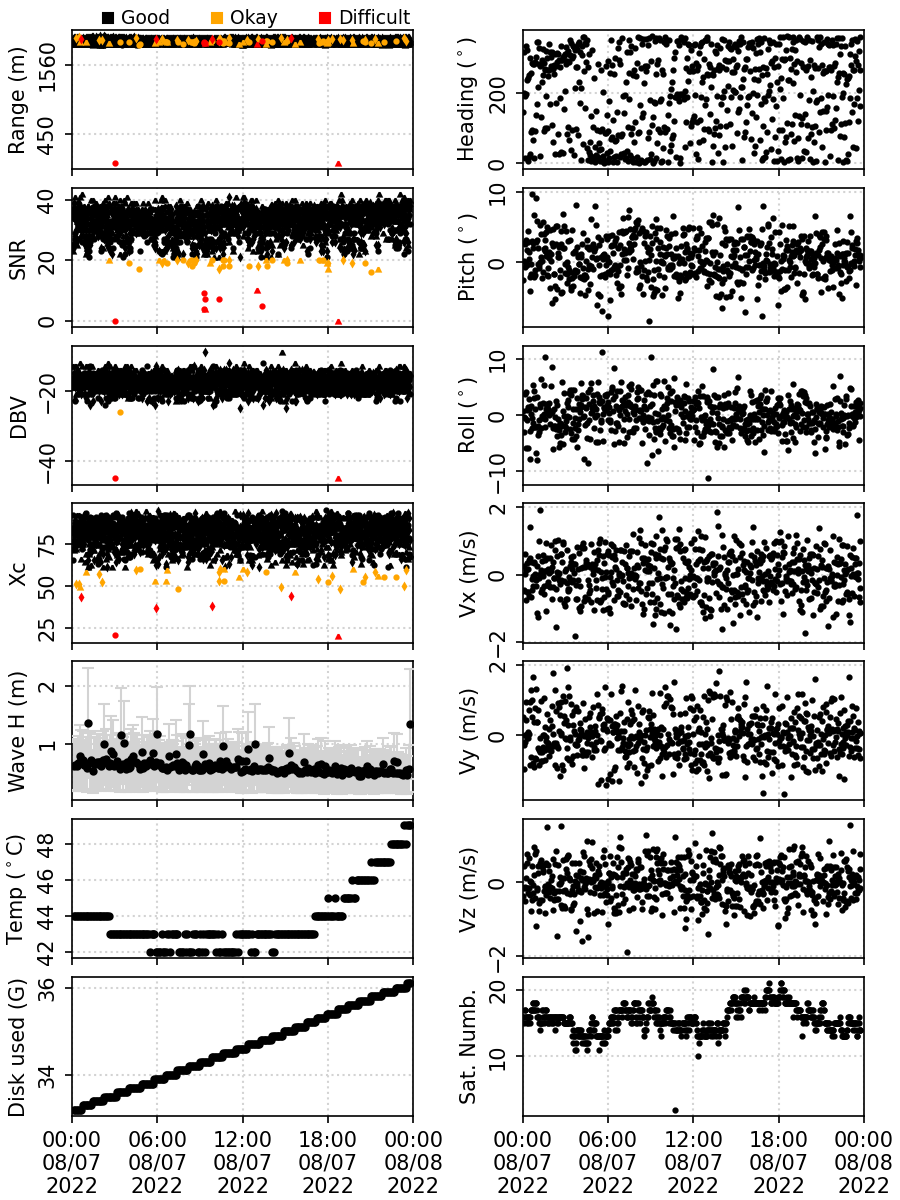 Good Okay Difficult
Range (m)
1560
450
Heading (°)
200
0
SNR
40
20
0
Pitch (°)
10
0
DBV
−20
−40
Roll (°)
10
0
−10
Xc
75
50
25
Vx (m/s)
2
0
−2
Wave H (m)
2
1
Vy (m/s)
2
0
Temp (°C)
48
46
44
42
Vz (m/s)
0
−2
Disk used (G)
36
34
Sat. Numb.
20
10
00:00 06:00 12:00 18:00 00:00 00:00 06:00 12:00 18:00 00:00
08/07 08/07 08/07 08/07 08/08 08/07 08/07 08/07 08/07 08/08
2022 2022 2022 2022 2022 2022 2022 2022 2022 2022